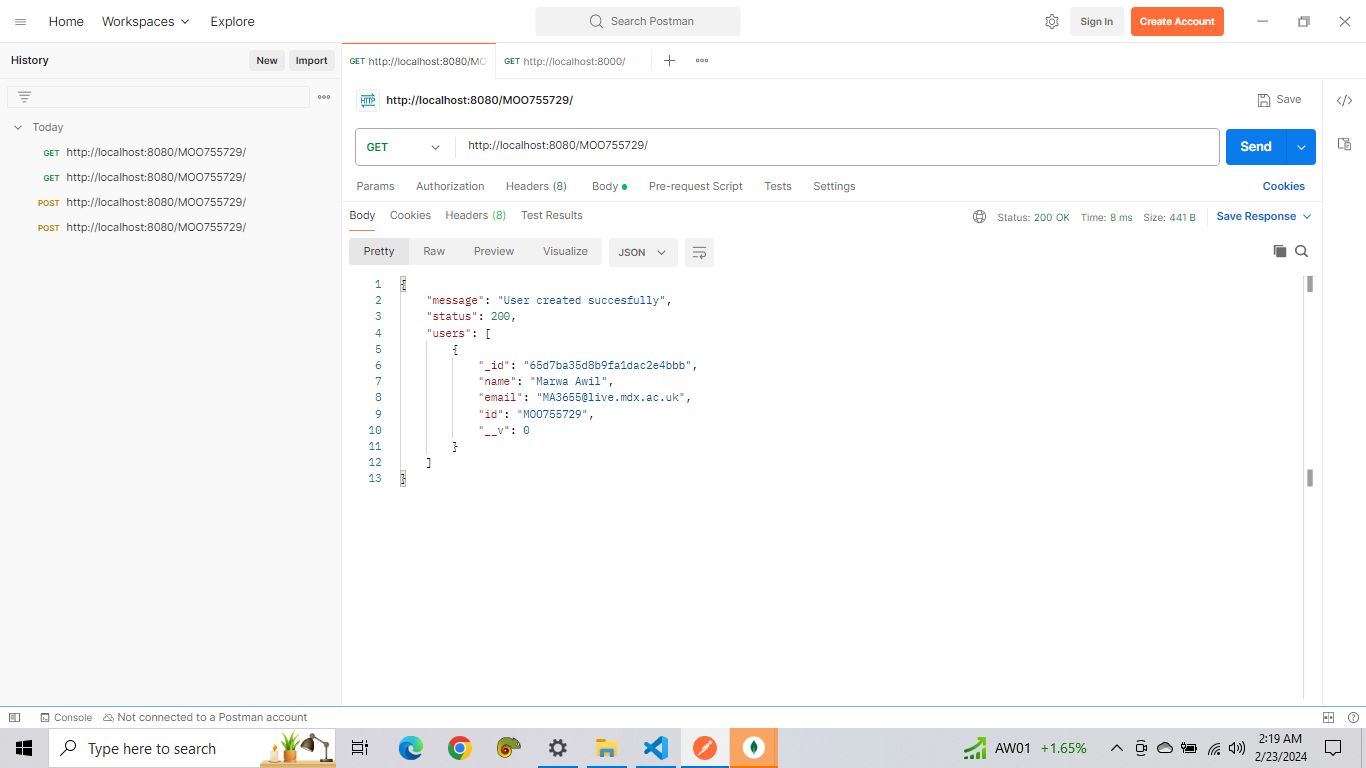 Home Workspaces Explore Search Postman Sign In Create Account
History New Import GET http://localhost:8080/MO GET http://localhost:8000/
HTTP http://localhost:8080/MOO755729/ Save
Today
GET http://localhost:8080/MOO755729/
GET http://localhost:8080/MOO755729/
POST http://localhost:8080/MOO755729/
POST http://localhost:8080/MOO755729/
GET http://localhost:8080/MOO755729/ Send
Params Authorization Headers (8) Body Pre-request Script Tests Settings Cookies
Body Cookies Headers (8) Test Results Status: 200 OK Time: 8 ms Size: 441 B Save Response
Pretty Raw Preview Visualize JSON
1 {
2 "message": "User created succesfully",
3 "status": 200,
4 "users": [
5 {
6 "_id": "65d7ba35d8b9fa1dac2e4bbb",
7 "name": "Marwa Awil",
8 "email": "MA3655@live.mdx.ac.uk",
9 "id": "MOO755729",
10 "__v": 0
11 }
12 ]
13 }
Console Not connected to a Postman account
Type here to search AW01 +1.65% 2:19 AM
2/23/2024